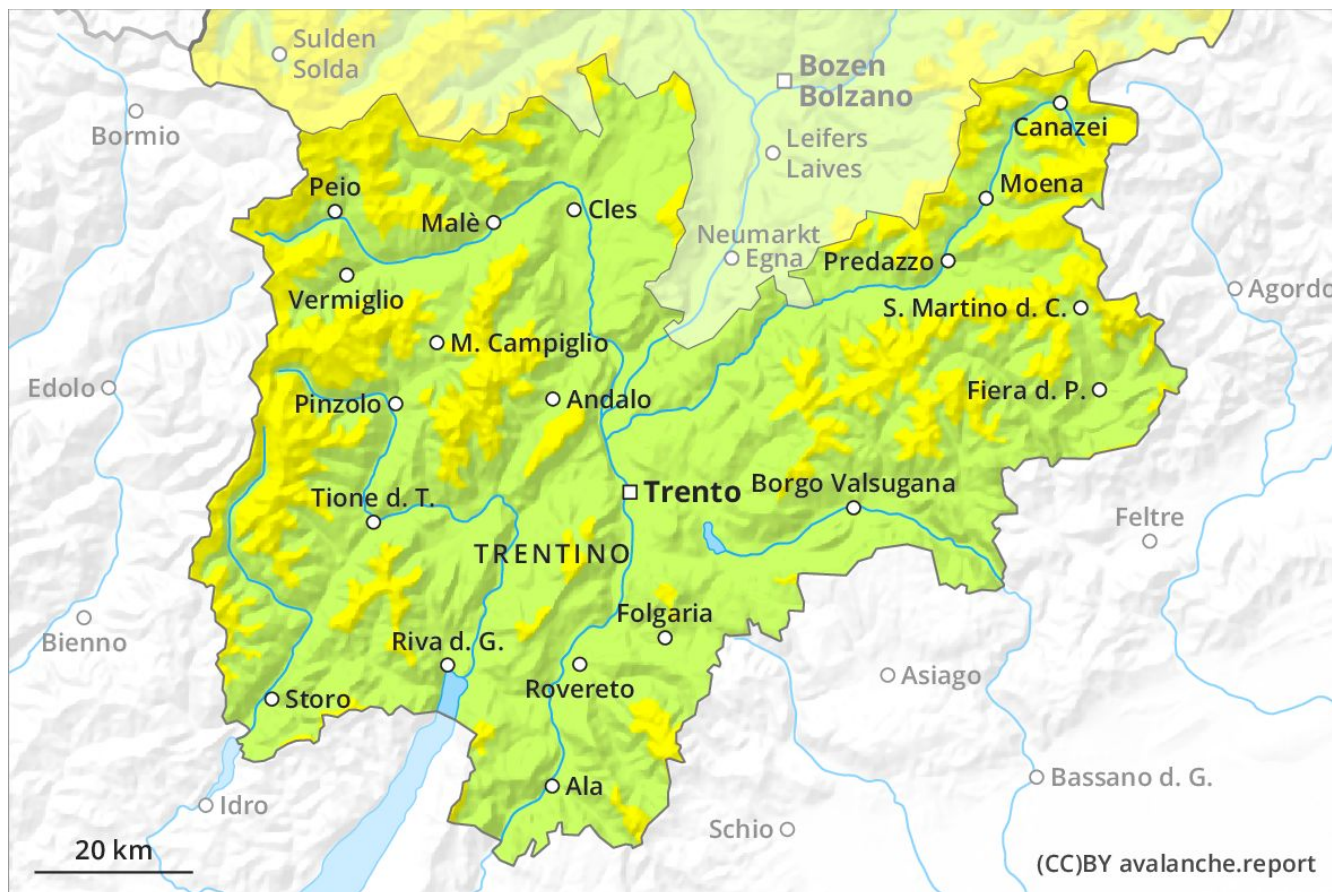 Sulden
Solda
Bozen
Bolzano
Bormio
Canazei
Leifers
Laives
Peio
Moena
Malè
Cles
Neumarkt
Egna
Predazzo
Vermiglio
Agordo
S. Martino d. C.
M. Campiglio
Edolo
Pinzolo
Andalo
Fiera d. P.
Trento
Borgo Valsugana
Tione d. T.
Feltre
TRENTINO
Folgaria
Bienno
Riva d. G.
Asiago
Rovereto
Storo
Bassano d. G.
Ala
Idro
Schio
20 km
(CC)BY avalanche.report